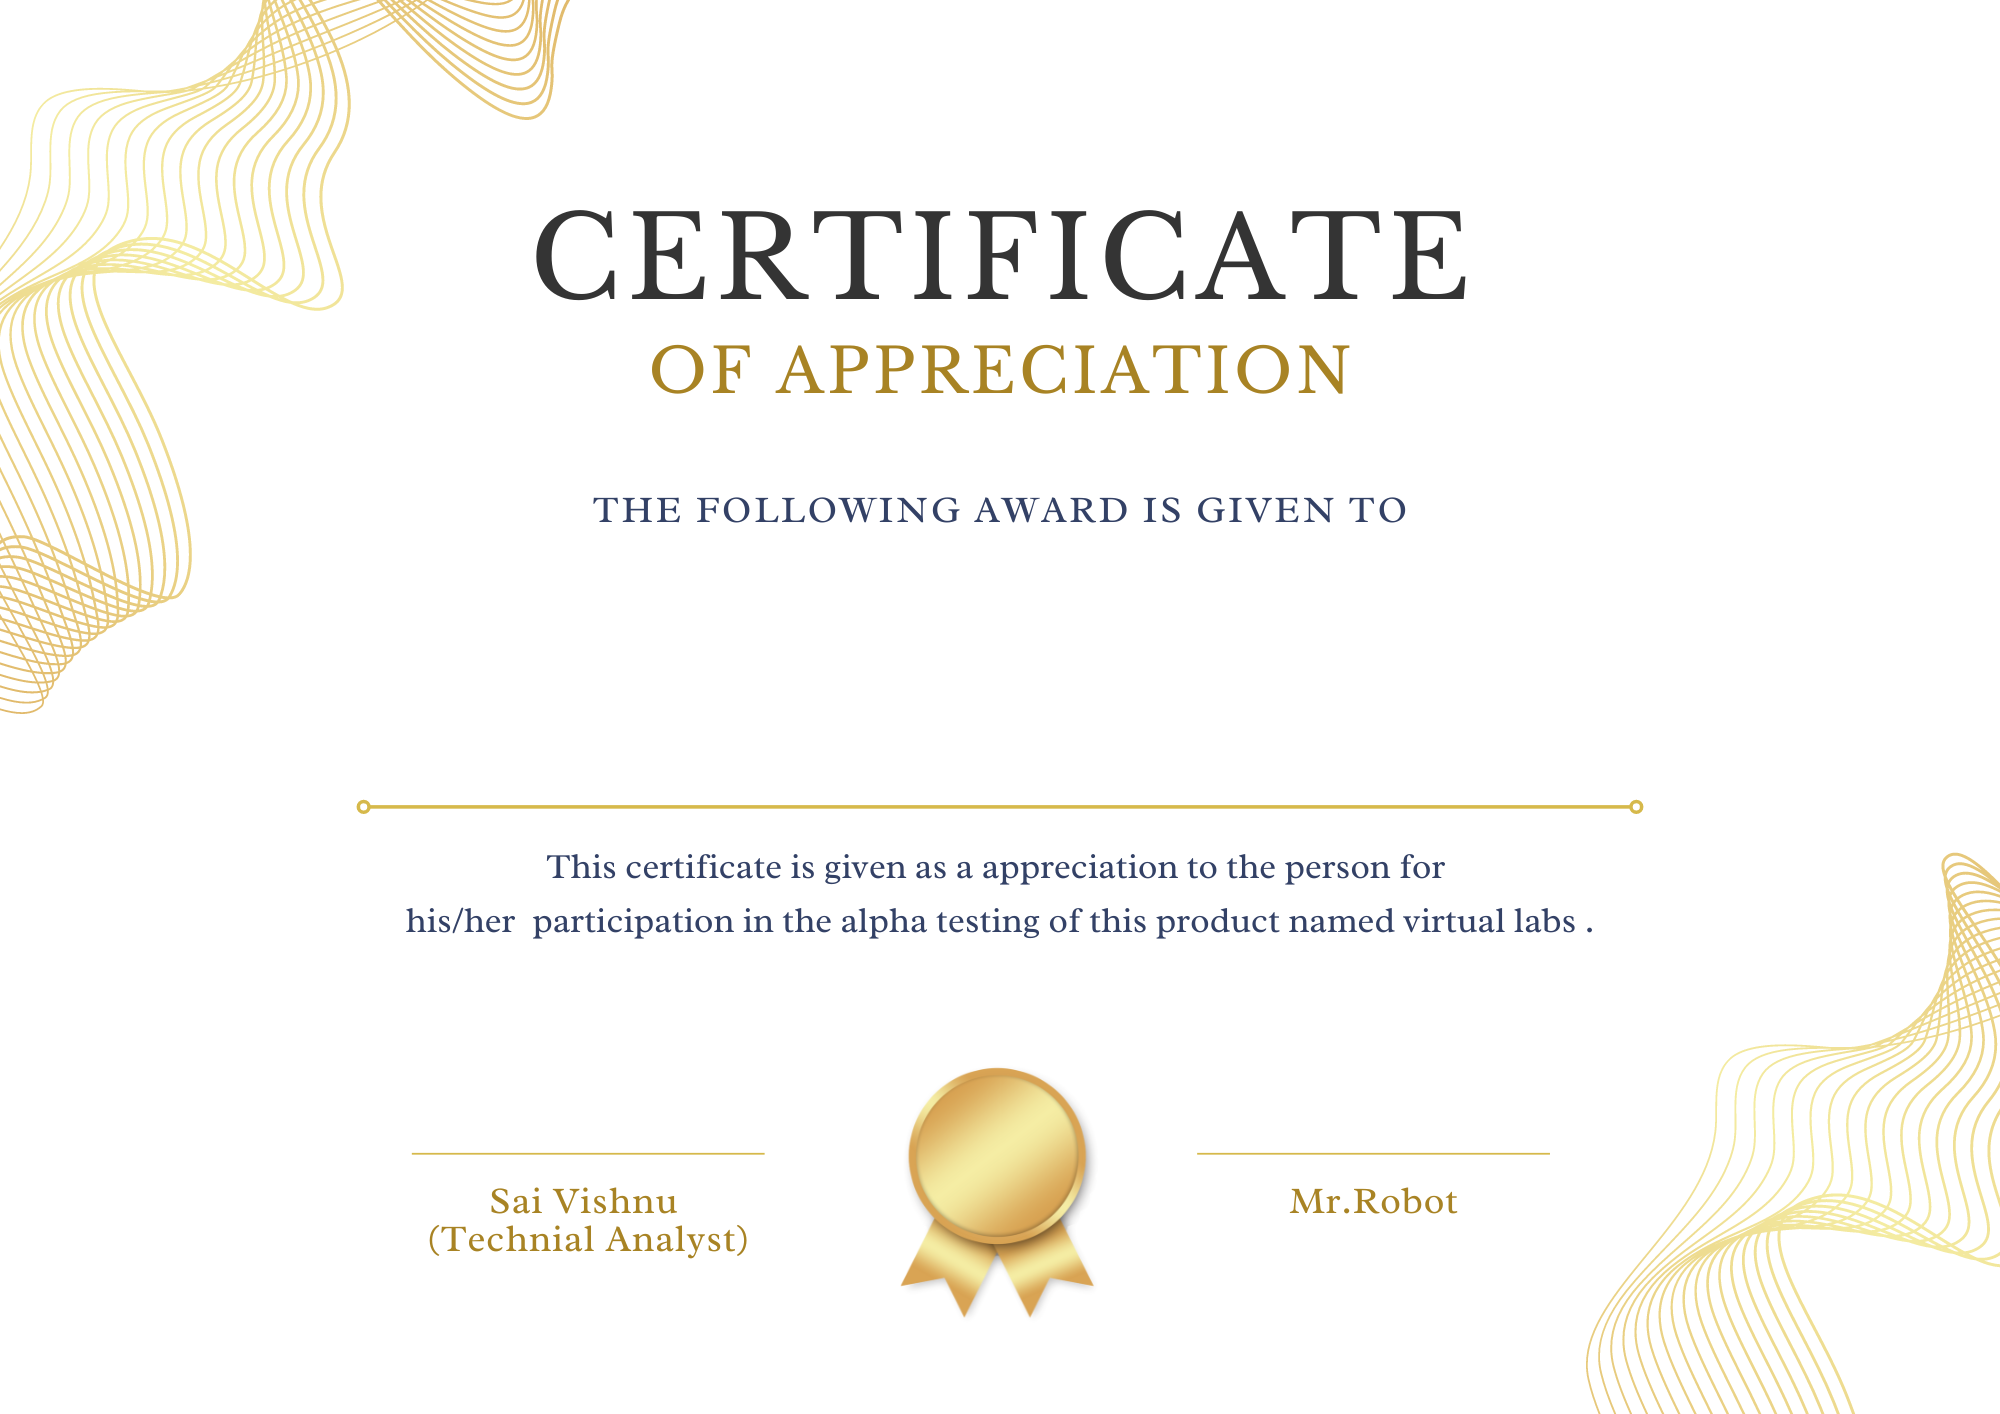 CERTIFICATE
OF APPRECIATION
THE FOLLOWING AWARD IS GIVEN TO
This certificate is given as a appreciation to the person for
his/her  participation in the alpha testing of this product named virtual labs .
Sai Vishnu
(Technial Analyst)
Mr.Robot